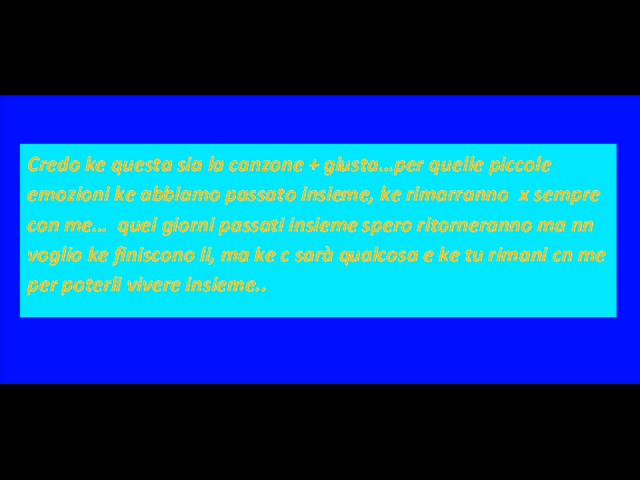 Credo ke questa sia la canzone + giusta...per quelle piccole
emozioni ke abbiamo passato insieme, ke rimarranno x sempre
con me... quei giorni passati insieme spero ritorneranno ma nn
voglio ke finiscono li, ma ke c sarà qualcosa e ke tu rimani cn me
per poterli vivere insieme..